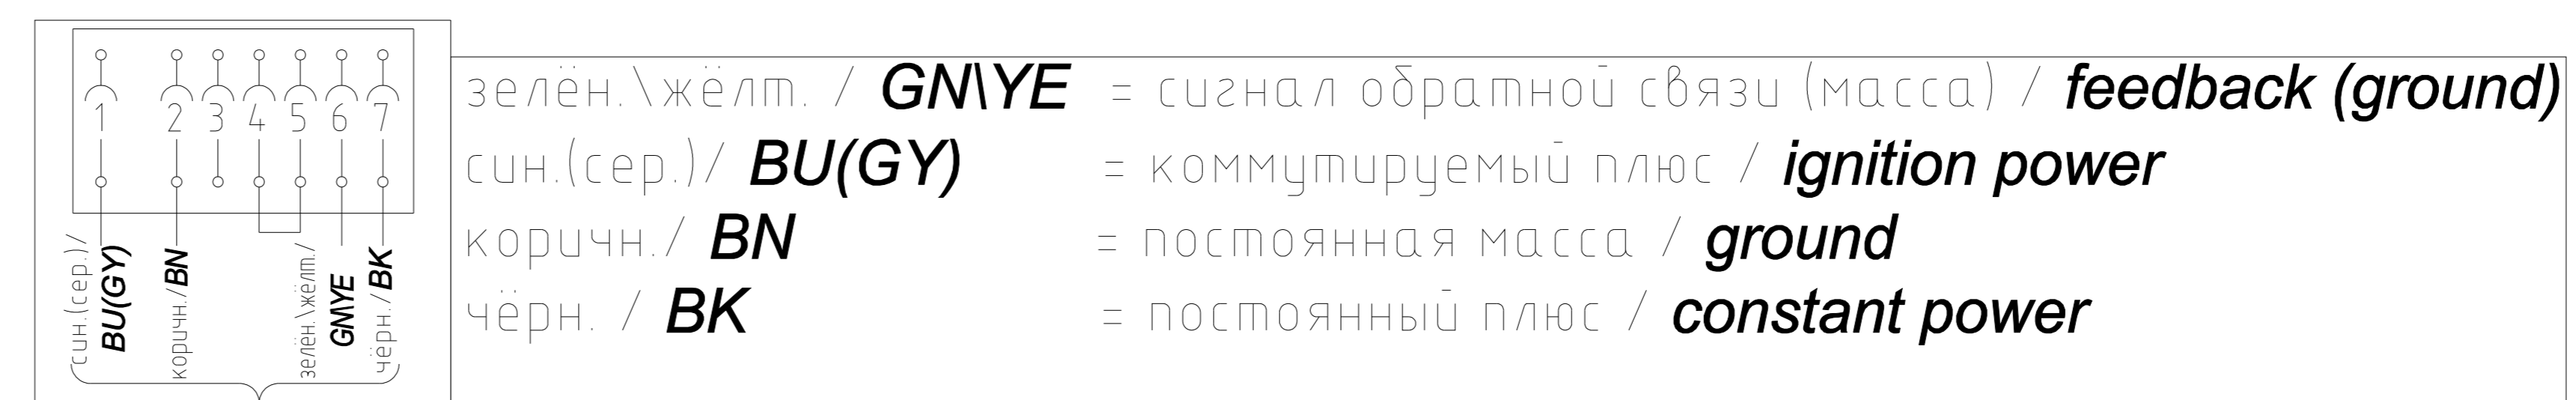 1 2 3 4 5 6 7
син.(сер.)/
BU(GY)
коричн./BN
зелён.\жёлт./
GN\YE
чёрн./BK
зелён.\жёлт. / GN\YE = сигнал обратной связи (масса) / feedback (ground)
син.(сер.)/ BU(GY) = коммутируемый плюс / ignition power
коричн./ BN = постоянная масса / ground
чёрн. / BK = постоянный плюс / constant power